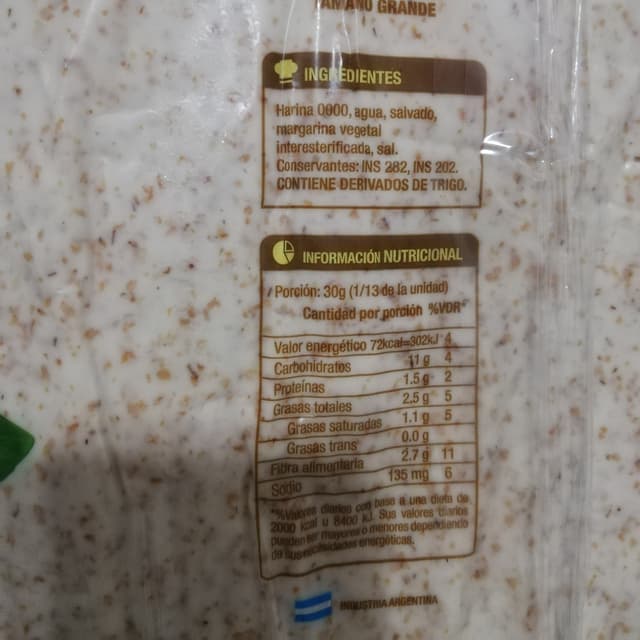 TAMAÑO GRANDE
INGREDIENTES
Harina 0000, agua, salvado,
margarina vegetal
interesterificada, sal.
Conservantes: INS 282, INS 202.
CONTIENE DERIVADOS DE TRIGO.
INFORMACIÓN NUTRICIONAL
Porción: 30g (1/13 de la unidad)
Cantidad por porción %VDR*
Valor energético 72kcal=302kJ 4
Carbohidratos 11 g 4
Proteínas 1.5 g 2
Grasas totales 2.5 g 5
Grasas saturadas 1.1 g 5
Grasas trans 0.0 g
Fibra alimentaria 2.7 g 11
Sodio 135 mg 6
diarios con base a una dieta de
2000 kcal u 8400 kJ. Sus valores diarios
pueden ser mayores o menores dependiendo
de sus necesidades energéticas.
INDUSTRIA ARGENTINA